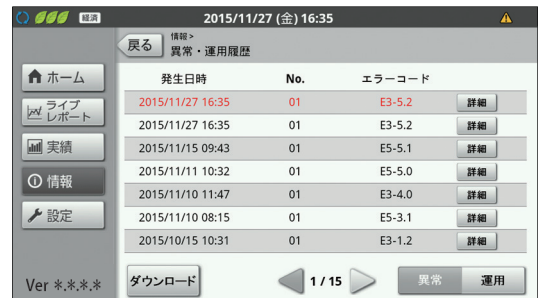 経済
2015/11/27 (金) 16:35
戻る
情報>
異常・運用履歴
ホーム
ライブ
レポート
実績
情報
設定
Ver *.*.*.*
発生日時 No. エラーコード
2015/11/27 16:35 01 E3-5.2 詳細
2015/11/27 16:35 01 E3-5.2 詳細
2015/11/15 09:43 01 E5-5.1 詳細
2015/11/11 10:32 01 E5-5.0 詳細
2015/11/10 11:47 01 E3-4.0 詳細
2015/11/10 08:15 01 E5-3.1 詳細
2015/10/15 10:31 01 E3-1.2 詳細
ダウンロード
1 / 15
異常
運用